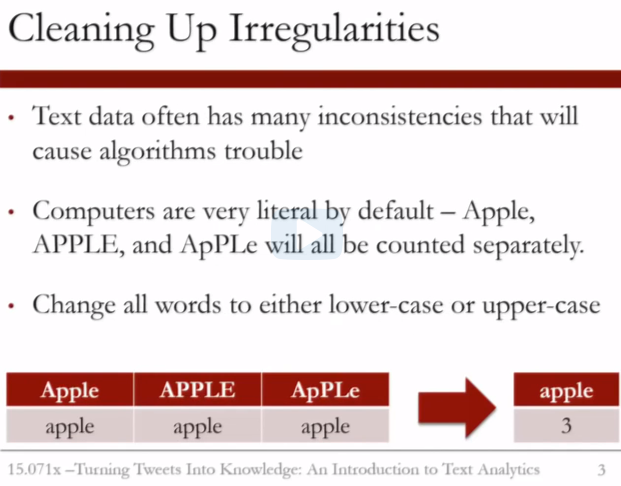 Cleaning Up Irregularities
• Text data often has many inconsistencies that will
cause algorithms trouble
• Computers are very literal by default – Apple,
APPLE, and ApPLe will all be counted separately.
• Change all words to either lower-case or upper-case
Apple APPLE ApPLe apple
apple apple apple 3
15.071x –Turning Tweets Into Knowledge: An Introduction to Text Analytics 3